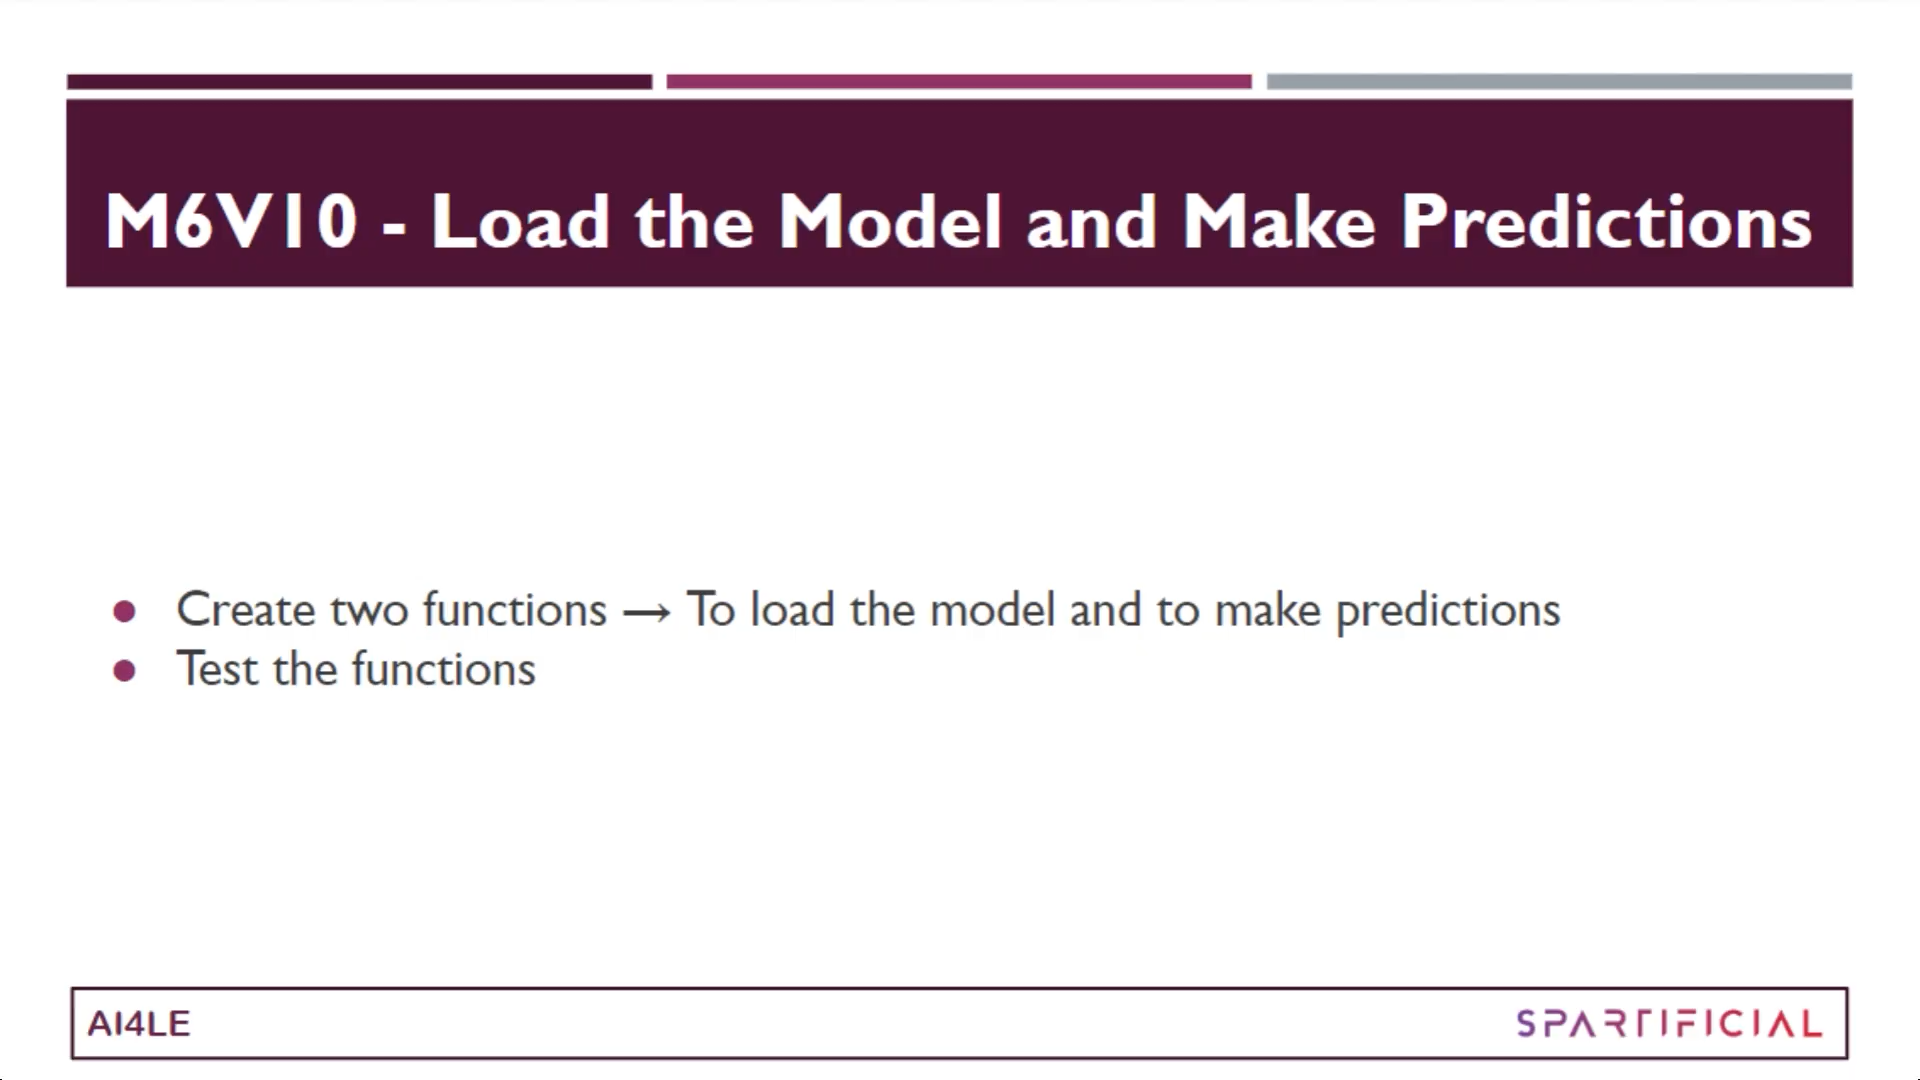 M6V10 - Load the Model and Make Predictions
● Create two functions → To load the model and to make predictions
● Test the functions
AI4LE
SPARTIFICIAL